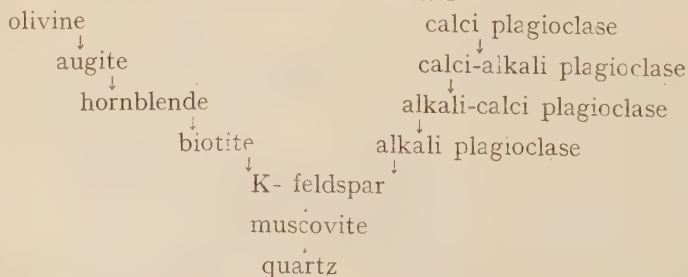 olivine calci plagioclase
↓ ↓
augite calci-alkali plagioclase
↓ ↓
hornblende alkali-calci plagioclase
↓ ↓
biotite alkali plagioclase
↓ ↓
K- feldspar
muscovite
quartz